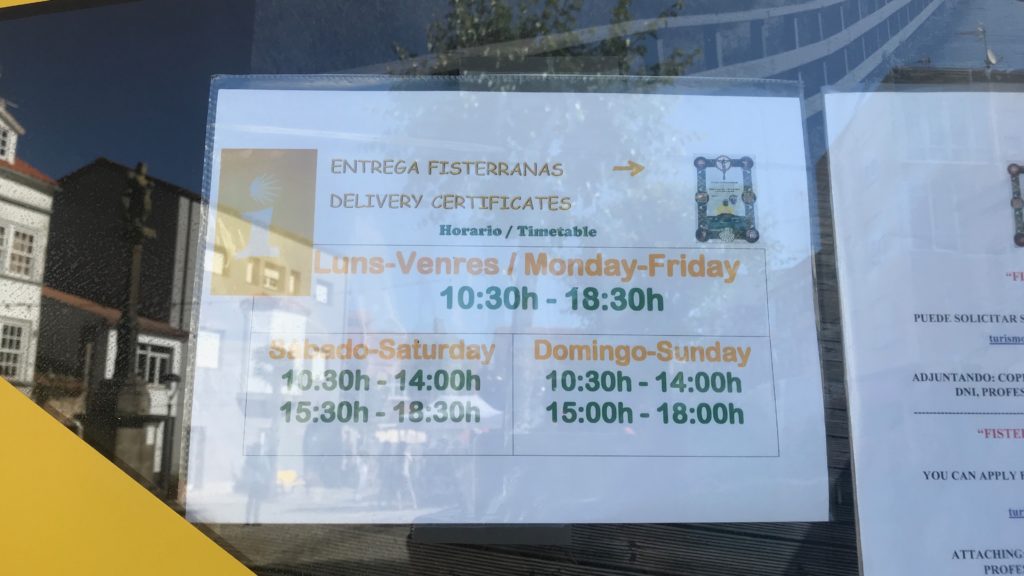 ENTREGA FISTERRANAS
DELIVERY CERTIFICATES
Horario / Timetable
Luns-Venres / Monday-Friday
10:30h - 18:30h
Sábado-Saturday
10:30h - 14:00h
15:30h - 18:30h
Domingo-Sunday
10:30h - 14:00h
15:00h - 18:00h
PUEDE SOLICITAR
ADJUNTANDO:
DNI,
YOU CAN APPLY
ATTACHING